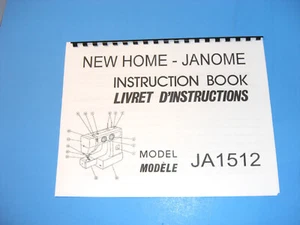 NEW HOME - JANOME
INSTRUCTION BOOK
LIVRET D'INSTRUCTIONS
MODEL
MODÈLE JA1512